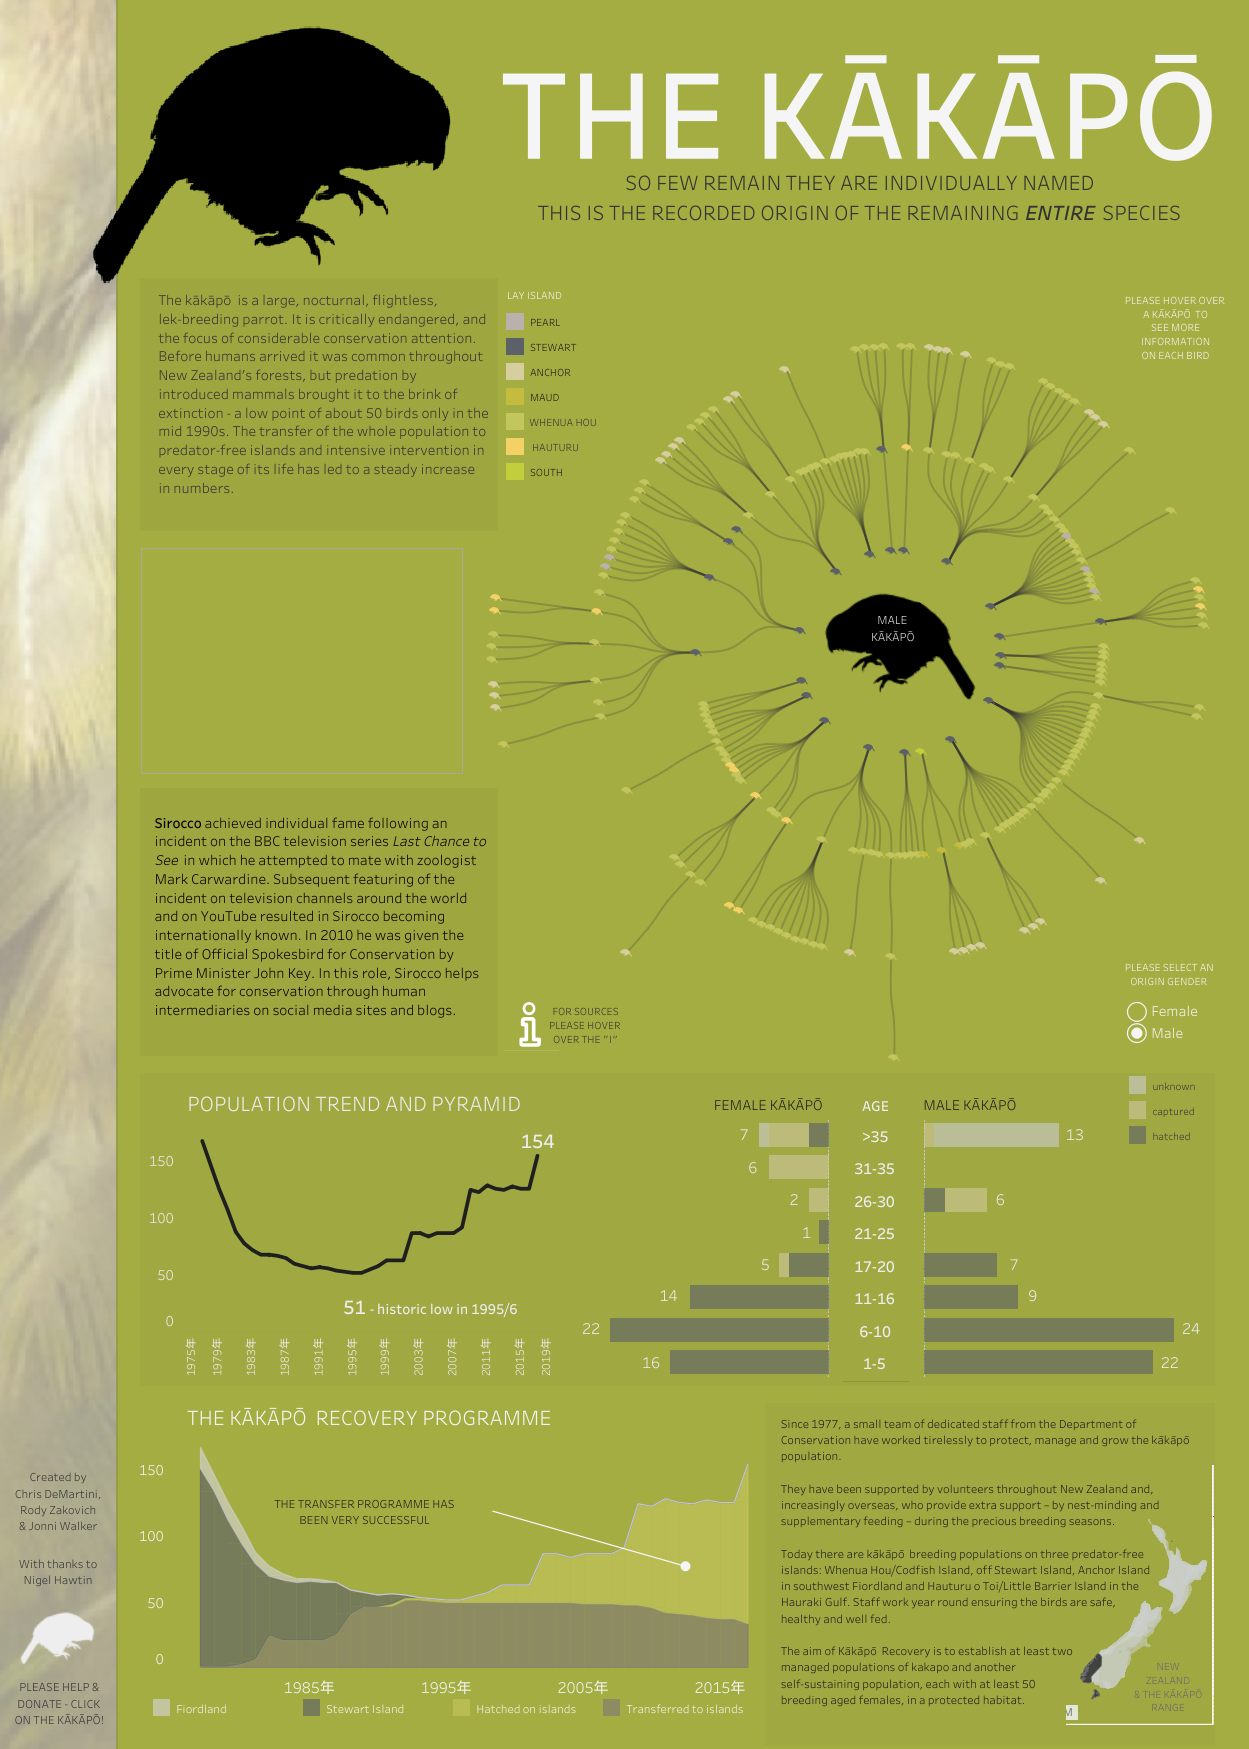 THE KĀKĀPŌ
SO FEW REMAIN THEY ARE INDIVIDUALLY NAMED
THIS IS THE RECORDED ORIGIN OF THE REMAINING ENTIRE SPECIES
The kākāpō is a large, nocturnal, flightless,
lek-breeding parrot. It is critically endangered, and
the focus of considerable conservation attention.
Before humans arrived it was common throughout
New Zealand's forests, but predation by
introduced mammals brought it to the brink of
extinction - a low point of about 50 birds only in the
mid 1990s. The transfer of the whole population to
predator-free islands and intensive intervention in
every stage of its life has led to a steady increase
in numbers.
LAY ISLAND
PEARL
STEWART
ANCHOR
MAUD
WHENUA HOU
HAUTURU
SOUTH
PLEASE HOVER OVER
A KĀKĀPŌ TO
SEE MORE
INFORMATION
ON EACH BIRD
MALE
KĀKĀPŌ
Sirocco achieved individual fame following an
incident on the BBC television series Last Chance to
See in which he attempted to mate with zoologist
Mark Carwardine. Subsequent featuring of the
incident on television channels around the world
and on YouTube resulted in Sirocco becoming
internationally known. In 2010 he was given the
title of Official Spokesbird for Conservation by
Prime Minister John Key. In this role, Sirocco helps
advocate for conservation through human
intermediaries on social media sites and blogs.
i
FOR SOURCES
PLEASE HOVER
OVER THE "I"
PLEASE SELECT AN
ORIGIN GENDER
Female
Male
POPULATION TREND AND PYRAMID
154
150
100
50
0
51 - historic low in 1995/6
1975年
1979年
1983年
1987年
1991年
1995年
1999年
2003年
2007年
2011年
2015年
2019年
FEMALE KĀKĀPŌ AGE MALE KĀKĀPŌ
unknown
captured
hatched
7 >35 13
6 31-35
2 26-30 6
1 21-25
5 17-20 7
14 11-16 9
22 6-10 24
16 1-5 22
THE KĀKĀPŌ RECOVERY PROGRAMME
150
100
50
0
THE TRANSFER PROGRAMME HAS
BEEN VERY SUCCESSFUL
1985年 1995年 2005年 2015年
Fiordland Stewart Island Hatched on islands Transferred to islands
Since 1977, a small team of dedicated staff from the Department of
Conservation have worked tirelessly to protect, manage and grow the kākāpō
population.
They have been supported by volunteers throughout New Zealand and,
increasingly overseas, who provide extra support – by nest-minding and
supplementary feeding – during the precious breeding seasons.
Today there are kākāpō breeding populations on three predator-free
islands: Whenua Hou/Codfish Island, off Stewart Island, Anchor Island
in southwest Fiordland and Hauturu o Toi/Little Barrier Island in the
Hauraki Gulf. Staff work year round ensuring the birds are safe,
healthy and well fed.
The aim of Kākāpō Recovery is to establish at least two
managed populations of kakapo and another
self-sustaining population, each with at least 50
breeding aged females, in a protected habitat.
NEW
ZEALAND
& THE KĀKĀPŌ
RANGE
Created by
Chris DeMartini,
Rody Zakovich
& Jonni Walker
With thanks to
Nigel Hawtin
PLEASE HELP &
DONATE - CLICK
ON THE KĀKĀPŌ!